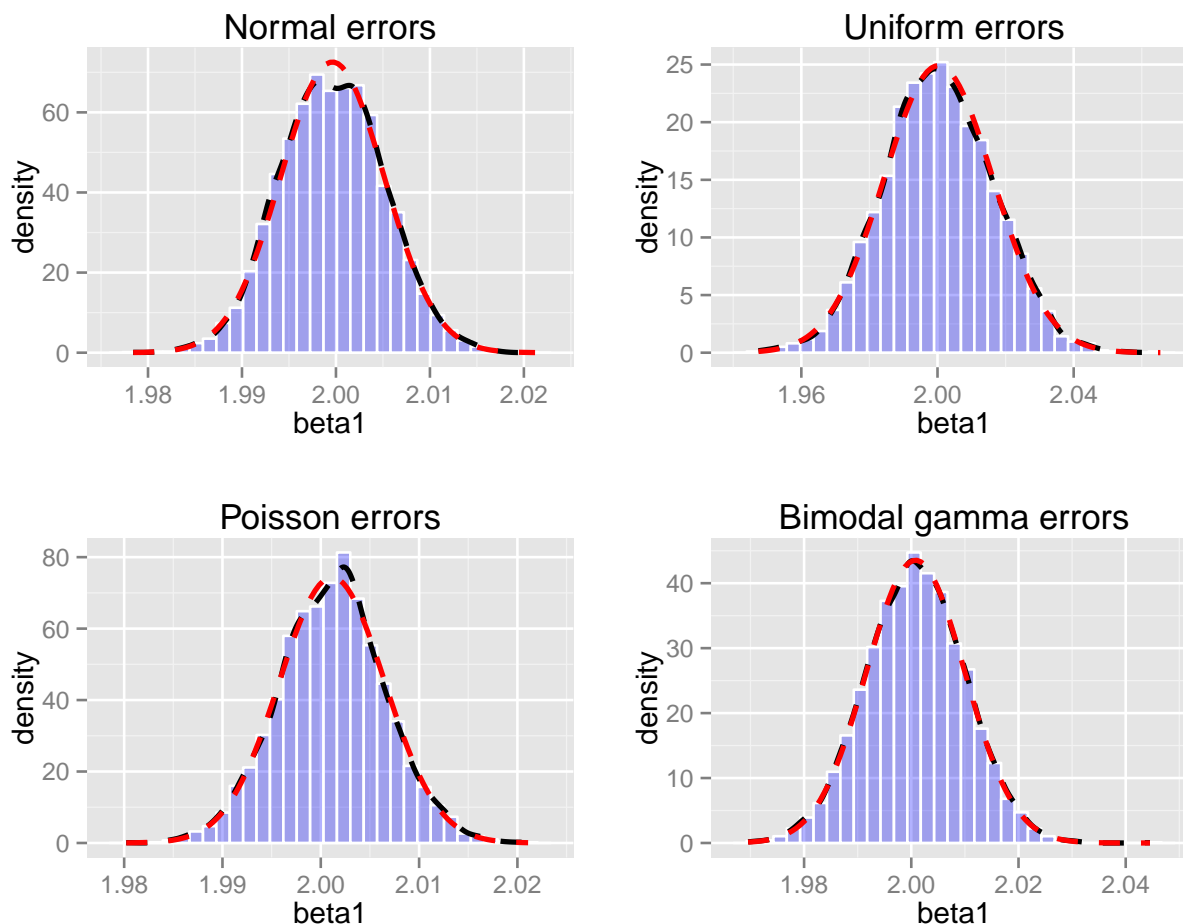 Normal errors
density
60
40
20
0
1.98 1.99 2.00 2.01 2.02
beta1
Uniform errors
density
25
20
15
10
5
0
1.96 2.00 2.04
beta1
Poisson errors
density
80
60
40
20
0
1.98 1.99 2.00 2.01 2.02
beta1
Bimodal gamma errors
density
40
30
20
10
0
1.98 2.00 2.02 2.04
beta1